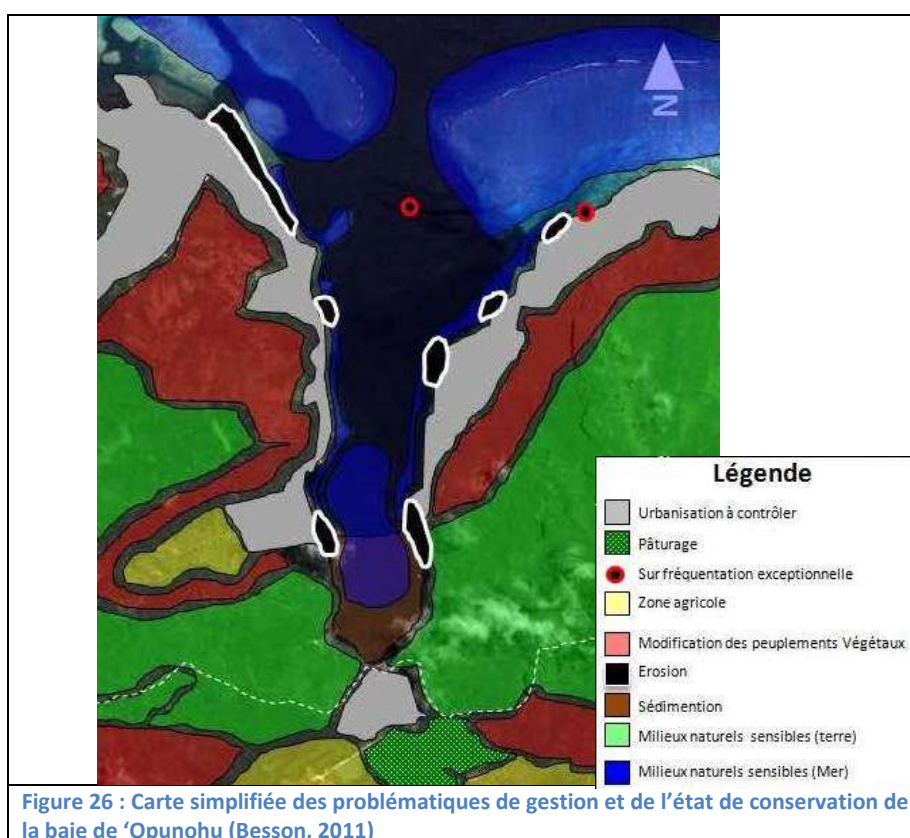 N
Légende
Urbanisation à contrôler
Pâturage
Sur fréquentation exceptionnelle
Zone agricole
Modification des peuplements Végétaux
Erosion
Sédimention
Milieux naturels sensibles (terre)
Milieux naturels sensibles (Mer)
Figure 26 : Carte simplifiée des problématiques de gestion et de l’état de conservation de
la baie de ‘Opunohu (Besson, 2011)